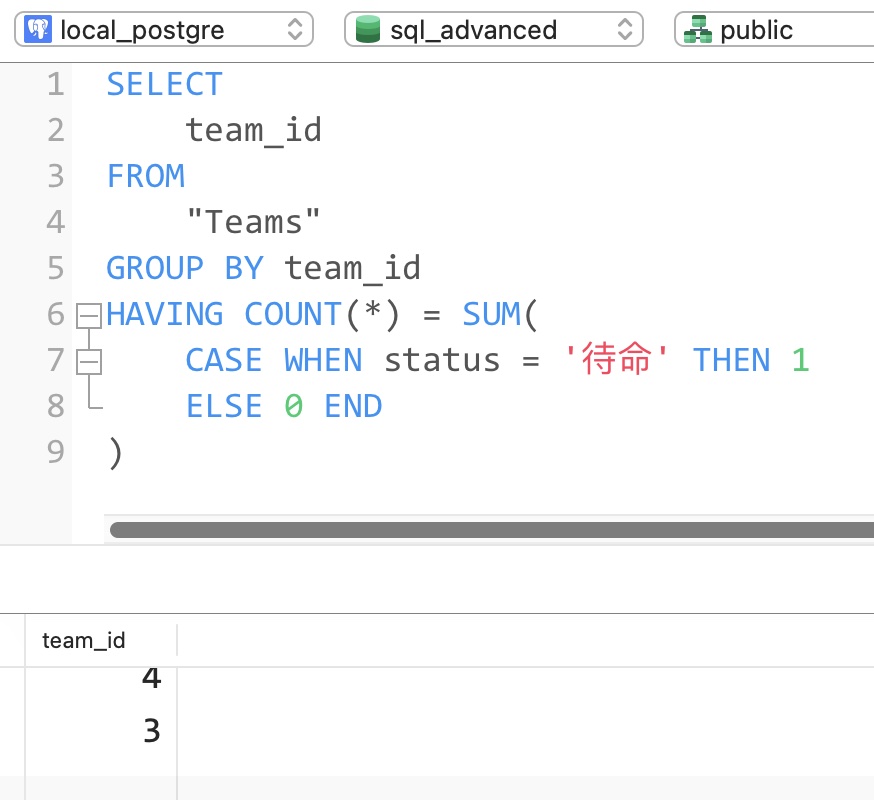 local_postgre sql_advanced public
1 SELECT
2 team_id
3 FROM
4 "Teams"
5 GROUP BY team_id
6 HAVING COUNT(*) = SUM(
7 CASE WHEN status = '待命' THEN 1
8 ELSE 0 END
9 )
team_id
4
3